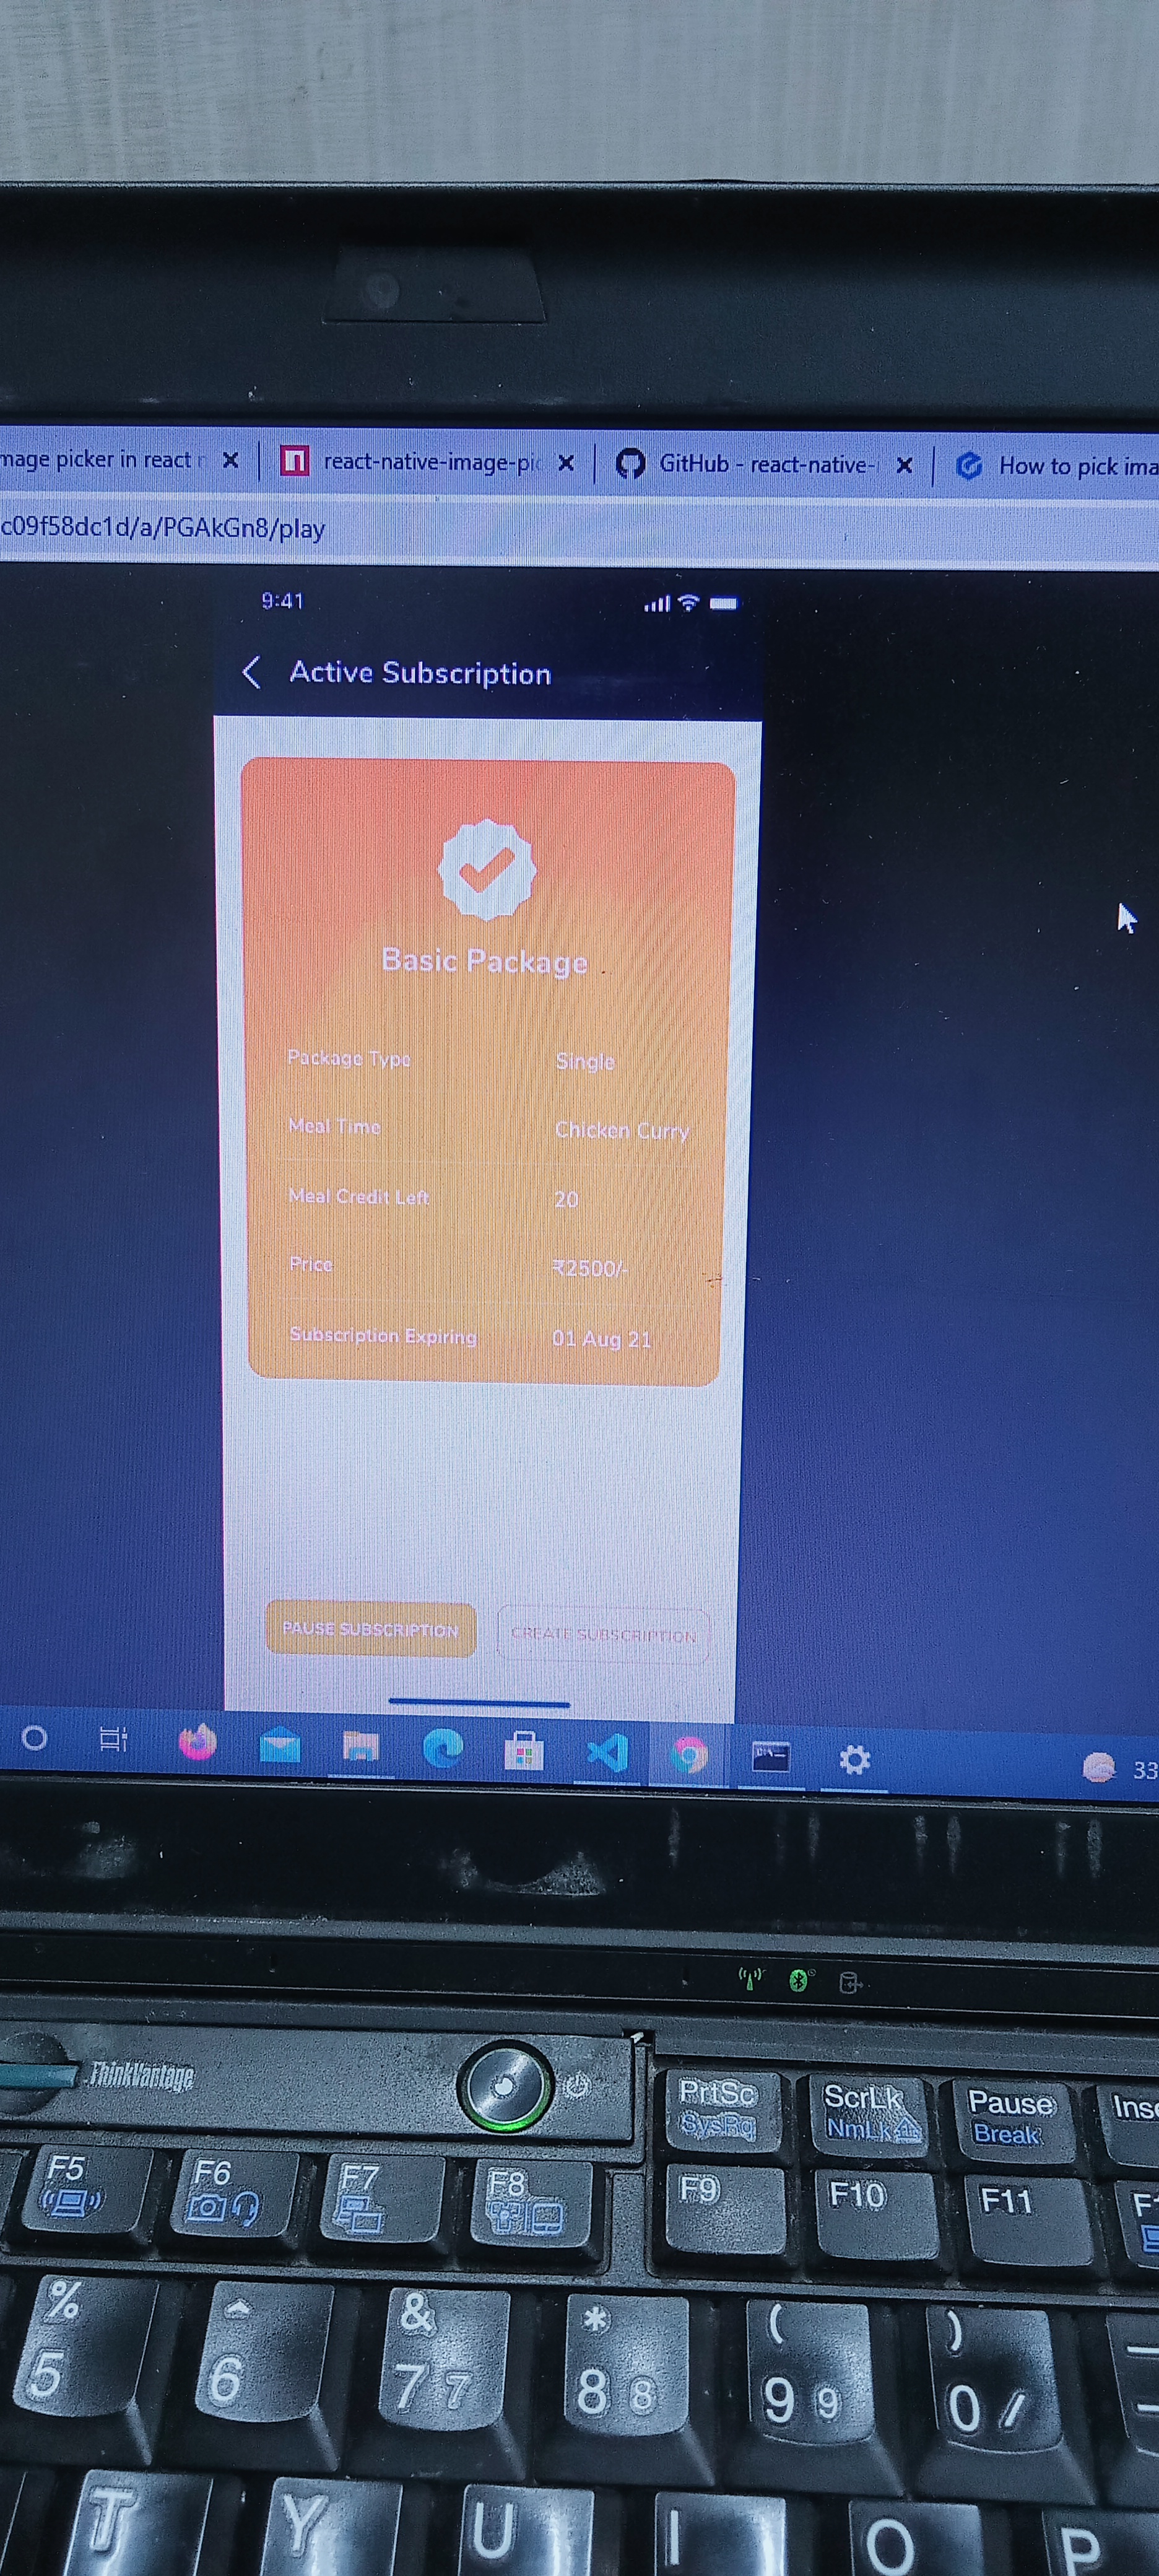 mage picker in react
react-native-image-pic
GitHub - react-native-
How to pick ima
c09f58dc1d/a/PGAkGn8/play
9:41
Active Subscription
Basic Package
Package Type Single
Meal Time Chicken Curry
Meal Credit Left 20
Price ₹2500/-
Subscription Expiring 01 Aug 21
PAUSE SUBSCRIPTION CREATE SUBSCRIPTION
33
ThinkVantage
PrtSc ScrLk Pause Inse
SysRq NmLk Break
F5 F6 F7 F8 F9 F10 F11 F1
% ^ & * ( )
5 6 7 7 8 8 9 9 0 /
T Y U I O P